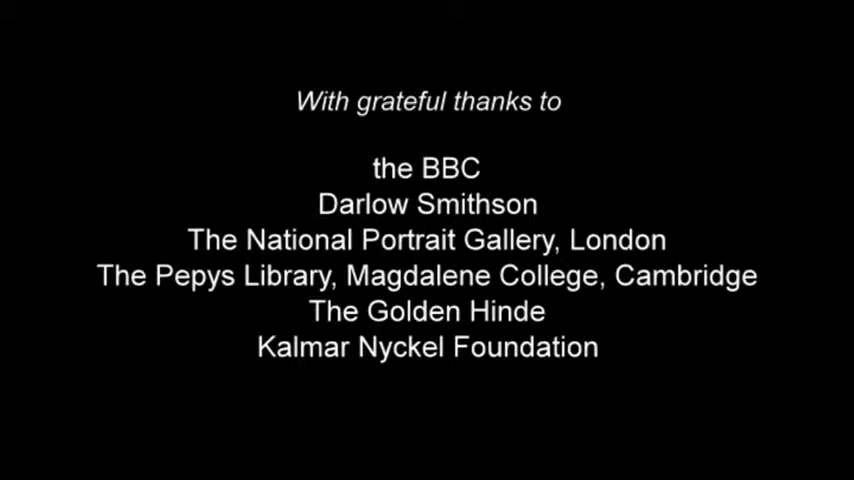 With grateful thanks to
the BBC
Darlow Smithson
The National Portrait Gallery, London
The Pepys Library, Magdalene College, Cambridge
The Golden Hinde
Kalmar Nyckel Foundation